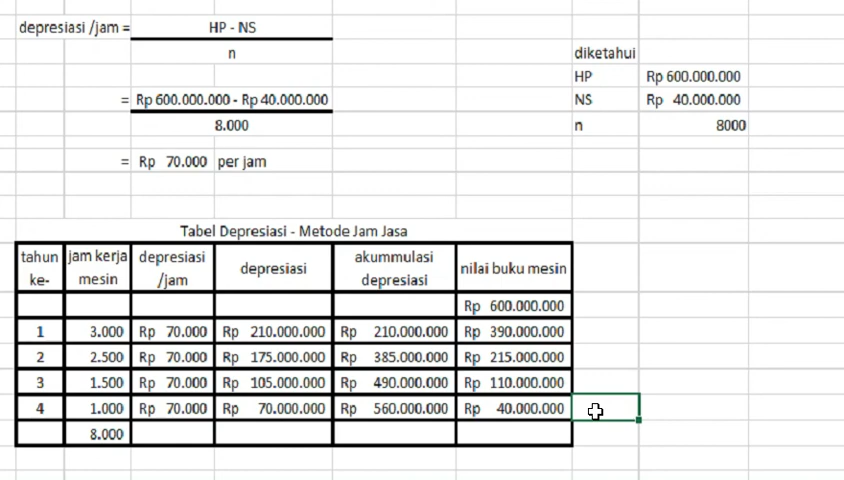 depresiasi /jam = HP - NS
n
diketahui
HP Rp 600.000.000
= Rp 600.000.000 - Rp 40.000.000
NS Rp 40.000.000
8.000
n 8000
= Rp 70.000 per jam
Tabel Depresiasi - Metode Jam Jasa
tahun ke- jam kerja mesin depresiasi /jam depresiasi akummulasi depresiasi nilai buku mesin
Rp 600.000.000
1 3.000 Rp 70.000 Rp 210.000.000 Rp 210.000.000 Rp 390.000.000
2 2.500 Rp 70.000 Rp 175.000.000 Rp 385.000.000 Rp 215.000.000
3 1.500 Rp 70.000 Rp 105.000.000 Rp 490.000.000 Rp 110.000.000
4 1.000 Rp 70.000 Rp 70.000.000 Rp 560.000.000 Rp 40.000.000
8.000